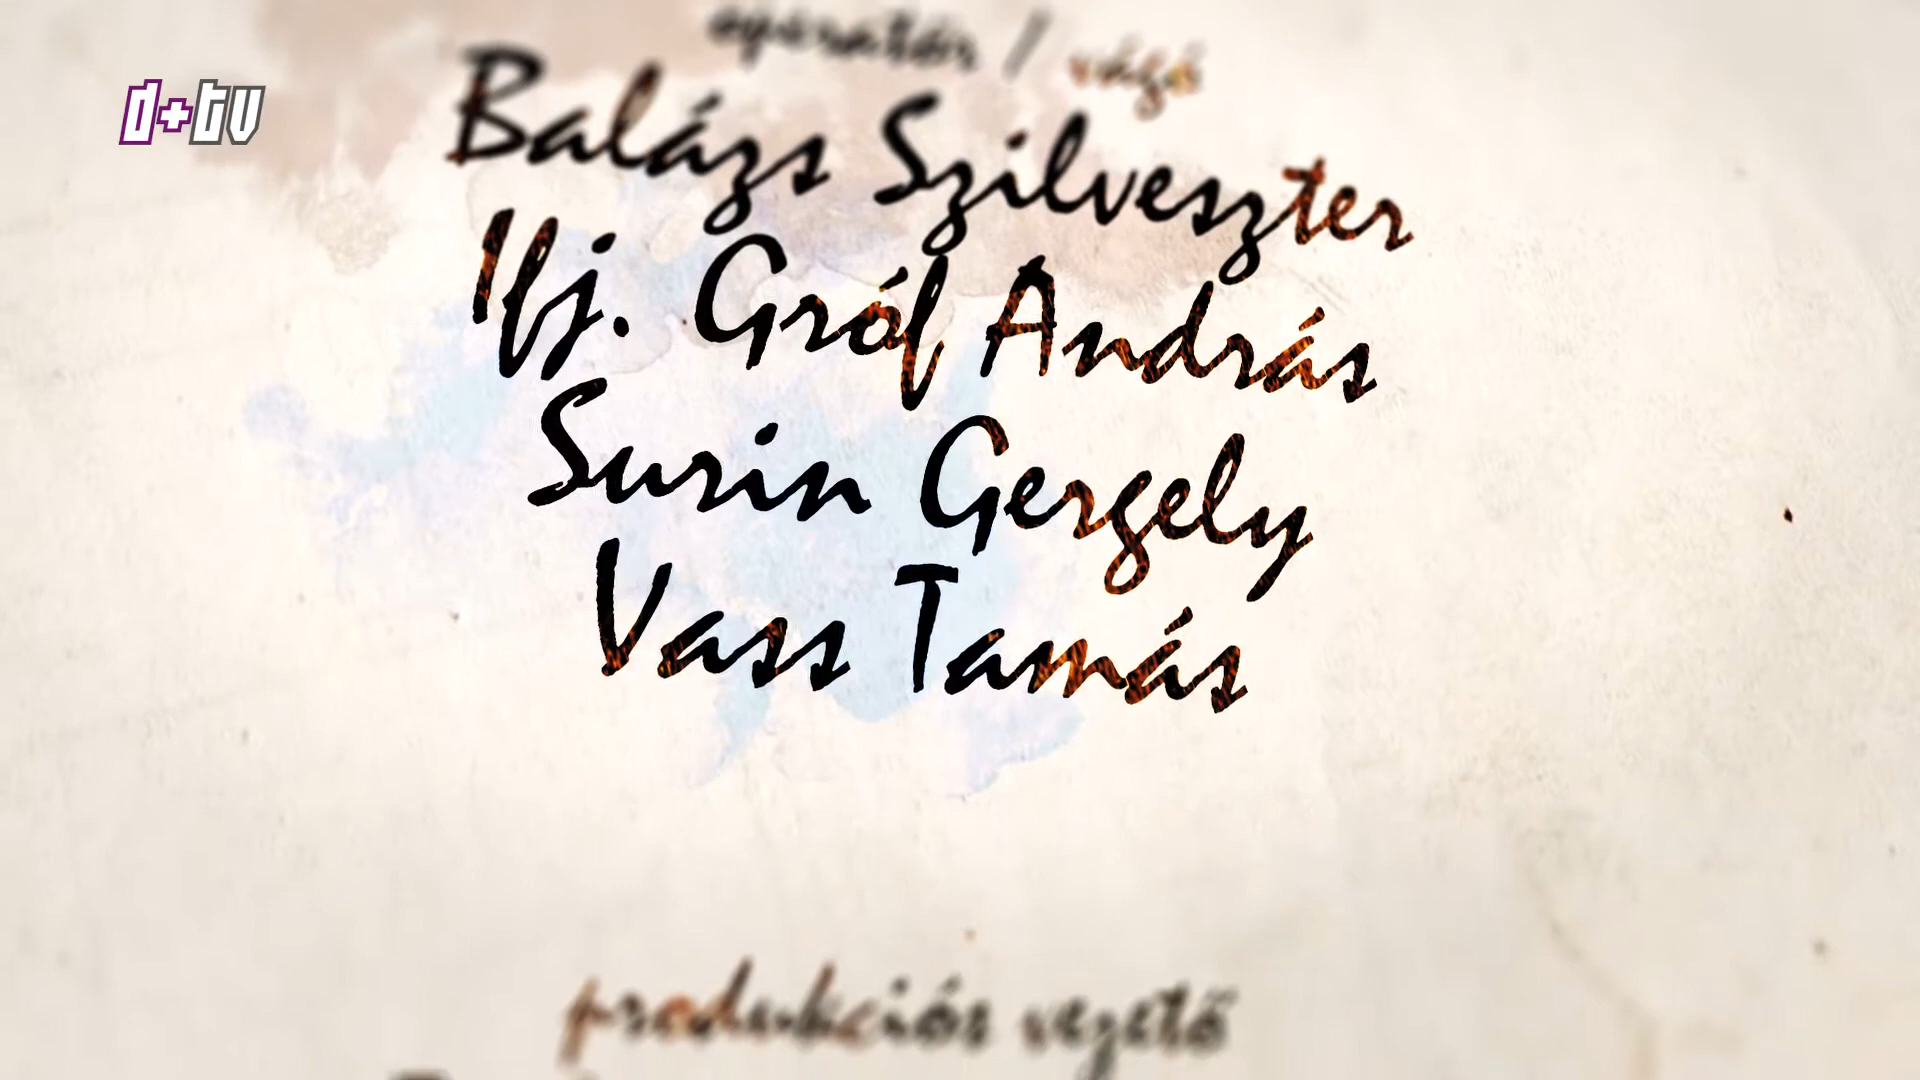 operatőr / vágó
d+tv
Balázs Szilveszter
Ifj. Gróf András
Surin Gergely
Vass Tamás
produkciós vezető